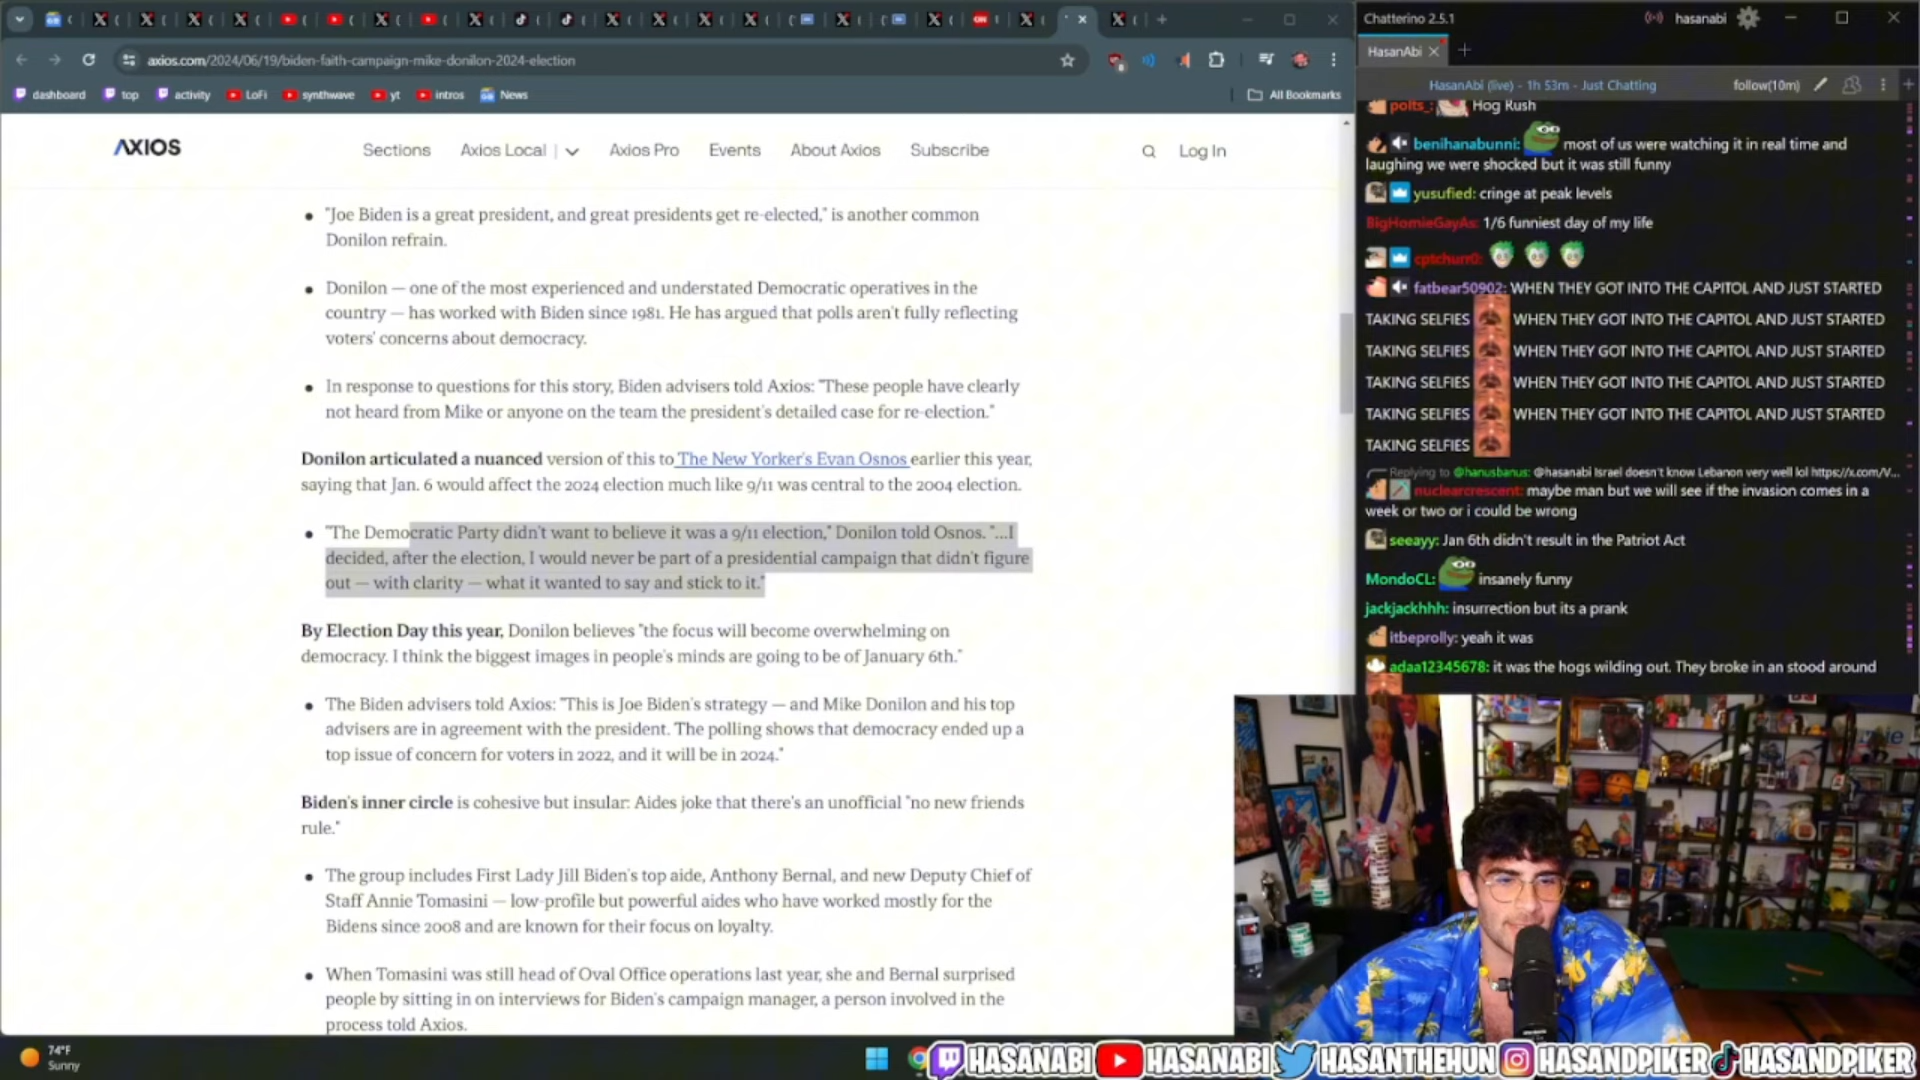 Chatterino 2.5.1
hasanabi
axios.com/2024/06/19/biden-faith-campaign-mike-donilon-2024-election
HasanAbi
dashboard
top
activity
LoFi
synthwave
yt
intros
News
All Bookmarks
HasanAbi (live) - 1h 53m - Just Chatting
follow(10m)
AXIOS
Sections
Axios Local
Axios Pro
Events
About Axios
Subscribe
Log In
"Joe Biden is a great president, and great presidents get re-elected," is another common
Donilon refrain.
Donilon — one of the most experienced and understated Democratic operatives in the
country — has worked with Biden since 1981. He has argued that polls aren't fully reflecting
voters' concerns about democracy.
In response to questions for this story, Biden advisers told Axios: "These people have clearly
not heard from Mike or anyone on the team the president's detailed case for re-election."
Donilon articulated a nuanced version of this to The New Yorker's Evan Osnos earlier this year,
saying that Jan. 6 would affect the 2024 election much like 9/11 was central to the 2004 election.
"The Democratic Party didn't want to believe it was a 9/11 election," Donilon told Osnos. "...I
decided, after the election, I would never be part of a presidential campaign that didn't figure
out — with clarity — what it wanted to say and stick to it."
By Election Day this year, Donilon believes "the focus will become overwhelming on
democracy. I think the biggest images in people's minds are going to be of January 6th."
The Biden advisers told Axios: "This is Joe Biden's strategy — and Mike Donilon and his top
advisers are in agreement with the president. The polling shows that democracy ended up a
top issue of concern for voters in 2022, and it will be in 2024."
Biden's inner circle is cohesive but insular: Aides joke that there's an unofficial "no new friends
rule."
The group includes First Lady Jill Biden's top aide, Anthony Bernal, and new Deputy Chief of
Staff Annie Tomasini — low-profile but powerful aides who have worked mostly for the
Bidens since 2008 and are known for their focus on loyalty.
When Tomasini was still head of Oval Office operations last year, she and Bernal surprised
people by sitting in on interviews for Biden's campaign manager, a person involved in the
process told Axios.
polts_: Hog Rush
benihanabunni: most of us were watching it in real time and
laughing we were shocked but it was still funny
yusufied: cringe at peak levels
BigHomieGayAs: 1/6 funniest day of my life
cptchurr0:
fatbear50902: WHEN THEY GOT INTO THE CAPITOL AND JUST STARTED
TAKING SELFIES WHEN THEY GOT INTO THE CAPITOL AND JUST STARTED
TAKING SELFIES WHEN THEY GOT INTO THE CAPITOL AND JUST STARTED
TAKING SELFIES WHEN THEY GOT INTO THE CAPITOL AND JUST STARTED
TAKING SELFIES WHEN THEY GOT INTO THE CAPITOL AND JUST STARTED
TAKING SELFIES
Replying to @hanusbanus: @hasanabi Israel doesn't know Lebanon very well lol https://x.com/V...
nuclearcrescent: maybe man but we will see if the invasion comes in a
week or two or i could be wrong
seeayy: Jan 6th didn't result in the Patriot Act
MondoCL: insanely funny
jackjackhhh: insurrection but its a prank
itbeprolly: yeah it was
adaa12345678: it was the hogs wilding out. They broke in an stood around
74°F
Sunny
HASANABI
HASANABI
HASANTHEHUN
HASANDPIKER
HASANDPIKER